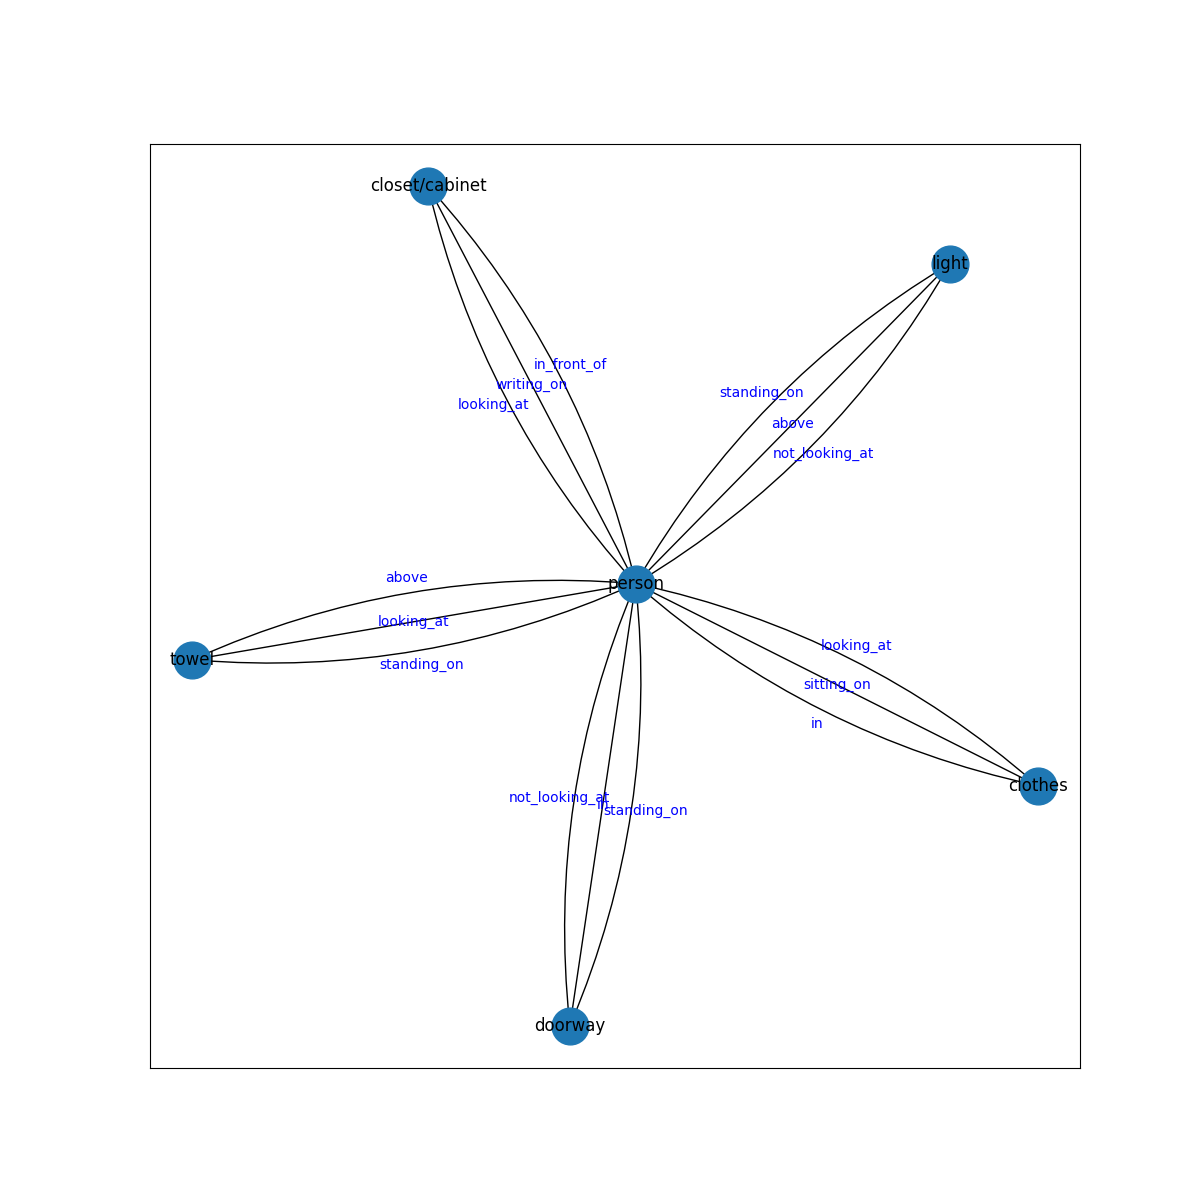 closet/cabinet
light
in_front_of
writing_on
looking_at
standing_on
above
not_looking_at
person
above
looking_at
standing_on
towel
looking_at
sitting_on
in
clothes
not_looking_at
in
standing_on
doorway